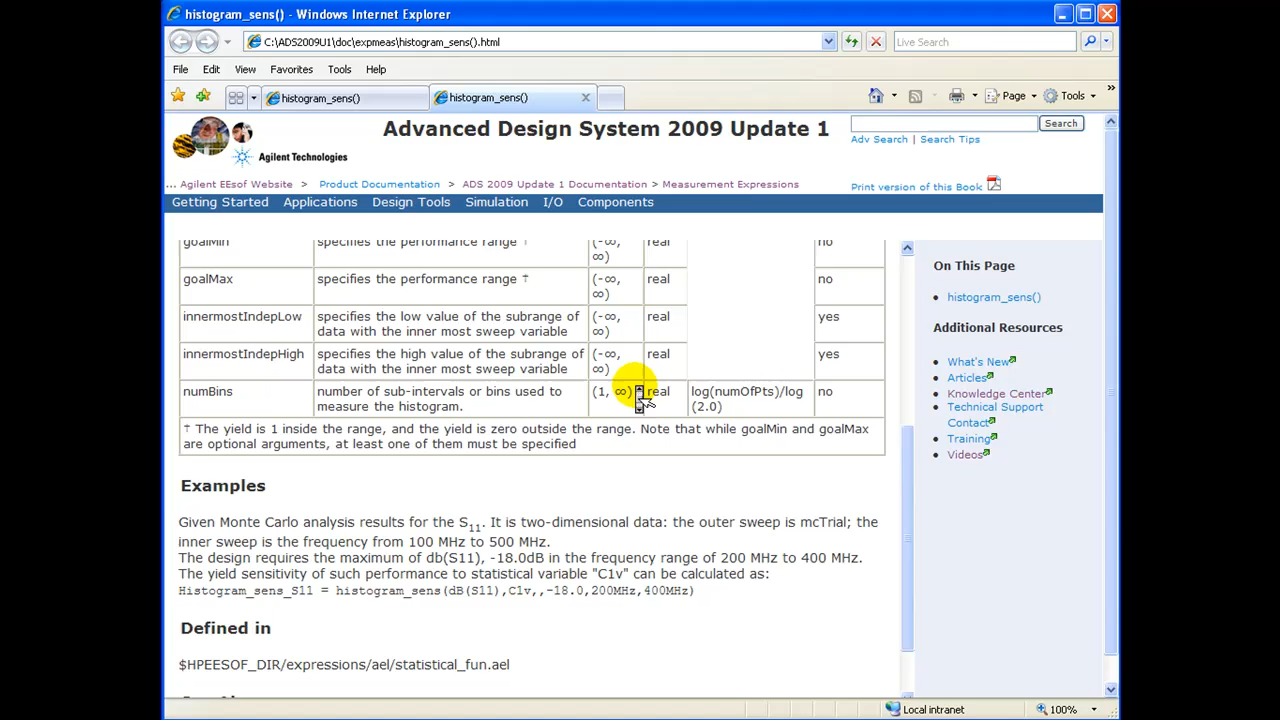 histogram_sens() - Windows Internet Explorer
C:\ADS2009U1\doc\expmeas\histogram_sens().html
Live Search
File Edit View Favorites Tools Help
histogram_sens()
histogram_sens()
Page
Tools
Advanced Design System 2009 Update 1
Search
Agilent Technologies
Adv Search | Search Tips
... Agilent EEsof Website > Product Documentation > ADS 2009 Update 1 Documentation > Measurement Expressions
Print version of this Book
Getting Started Applications Design Tools Simulation I/O Components
goalMin specifies the performance range † (-∞, real no
∞)
goalMax specifies the performance range † (-∞, real no
∞)
innermostIndepLow specifies the low value of the subrange of (-∞, real yes
data with the inner most sweep variable ∞)
innermostIndepHigh specifies the high value of the subrange of (-∞, real yes
data with the inner most sweep variable ∞)
numBins number of sub-intervals or bins used to (1, ∞) real log(numOfPts)/log no
measure the histogram. (2.0)
† The yield is 1 inside the range, and the yield is zero outside the range. Note that while goalMin and goalMax
are optional arguments, at least one of them must be specified
Examples
Given Monte Carlo analysis results for the S11. It is two-dimensional data: the outer sweep is mcTrial; the
inner sweep is the frequency from 100 MHz to 500 MHz.
The design requires the maximum of db(S11), -18.0dB in the frequency range of 200 MHz to 400 MHz.
The yield sensitivity of such performance to statistical variable "C1v" can be calculated as:
Histogram_sens_S11 = histogram_sens(dB(S11),C1v,,-18.0,200MHz,400MHz)
Defined in
$HPEESOF_DIR/expressions/ael/statistical_fun.ael
On This Page
histogram_sens()
Additional Resources
What's New
Articles
Knowledge Center
Technical Support
Contact
Training
Videos
Local intranet
100%